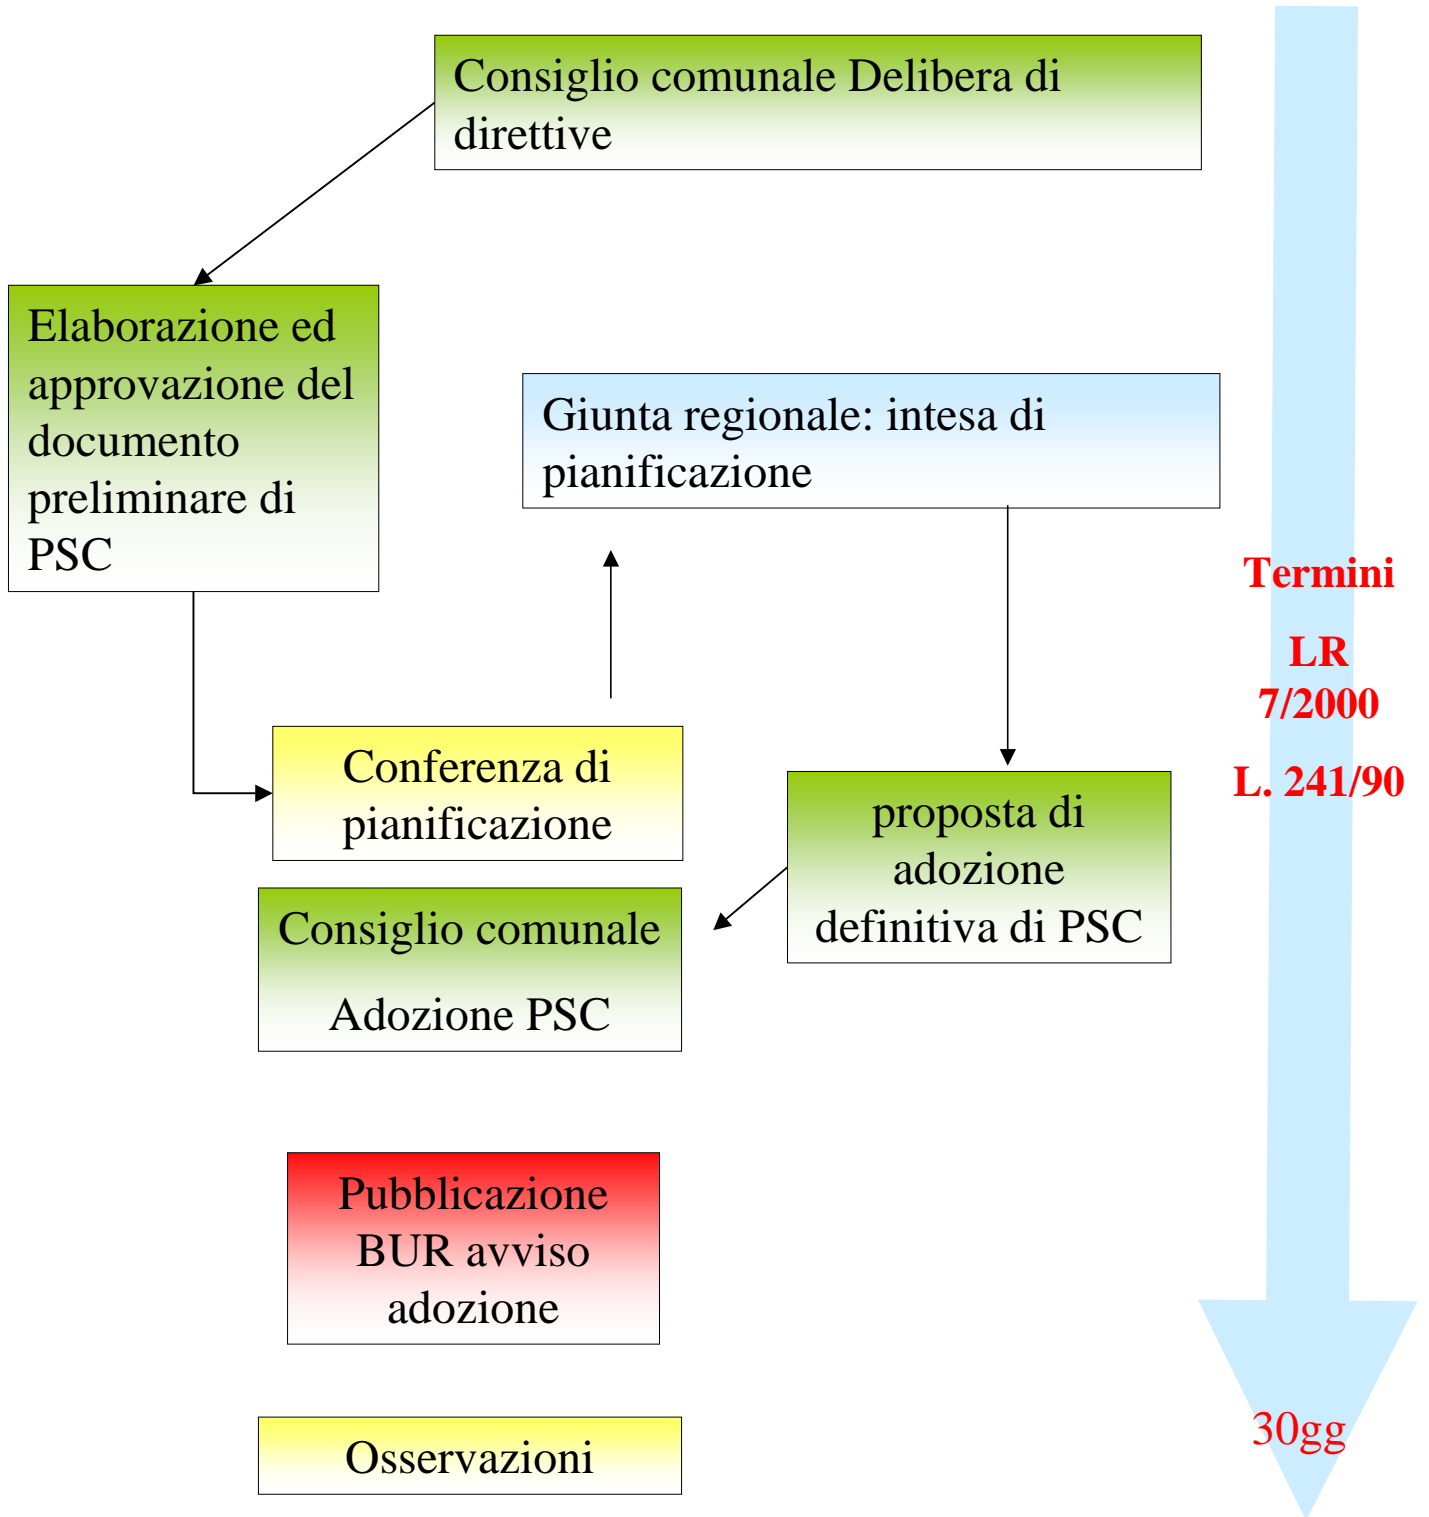 Consiglio comunale Delibera di
direttive
Elaborazione ed
approvazione del
documento
preliminare di
PSC
Giunta regionale: intesa di
pianificazione
Termini
LR
7/2000
L. 241/90
Conferenza di
pianificazione
proposta di
adozione
definitiva di PSC
Consiglio comunale
Adozione PSC
Pubblicazione
BUR avviso
adozione
Osservazioni
30gg